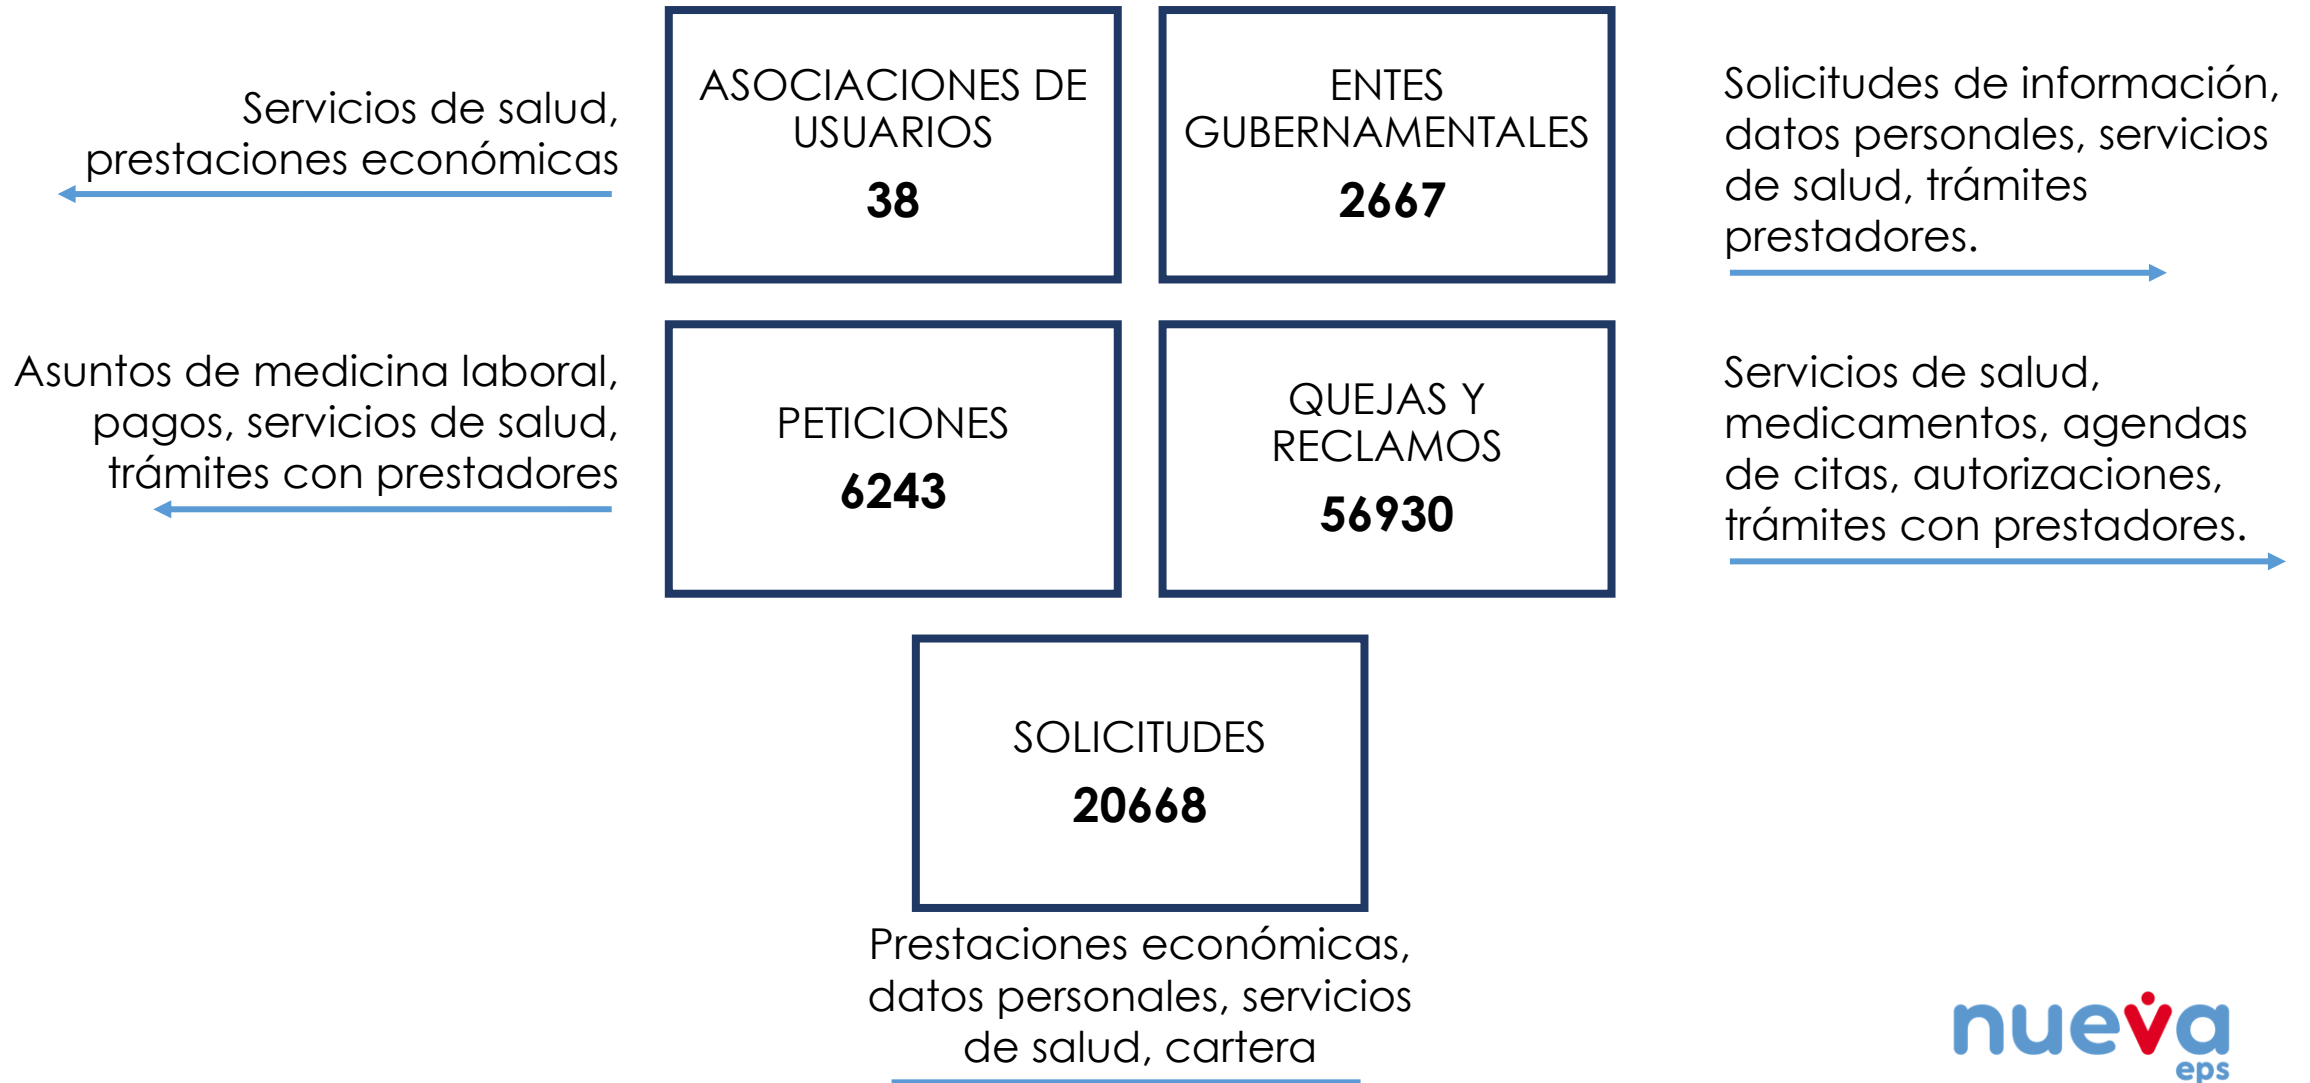 Servicios de salud,
prestaciones económicas
ASOCIACIONES DE
USUARIOS
38
ENTES
GUBERNAMENTALES
2667
Solicitudes de información,
datos personales, servicios
de salud, trámites
prestadores.
Asuntos de medicina laboral,
pagos, servicios de salud,
trámites con prestadores
PETICIONES
6243
QUEJAS Y
RECLAMOS
56930
Servicios de salud,
medicamentos, agendas
de citas, autorizaciones,
trámites con prestadores.
SOLICITUDES
20668
Prestaciones económicas,
datos personales, servicios
de salud, cartera
nueva
eps